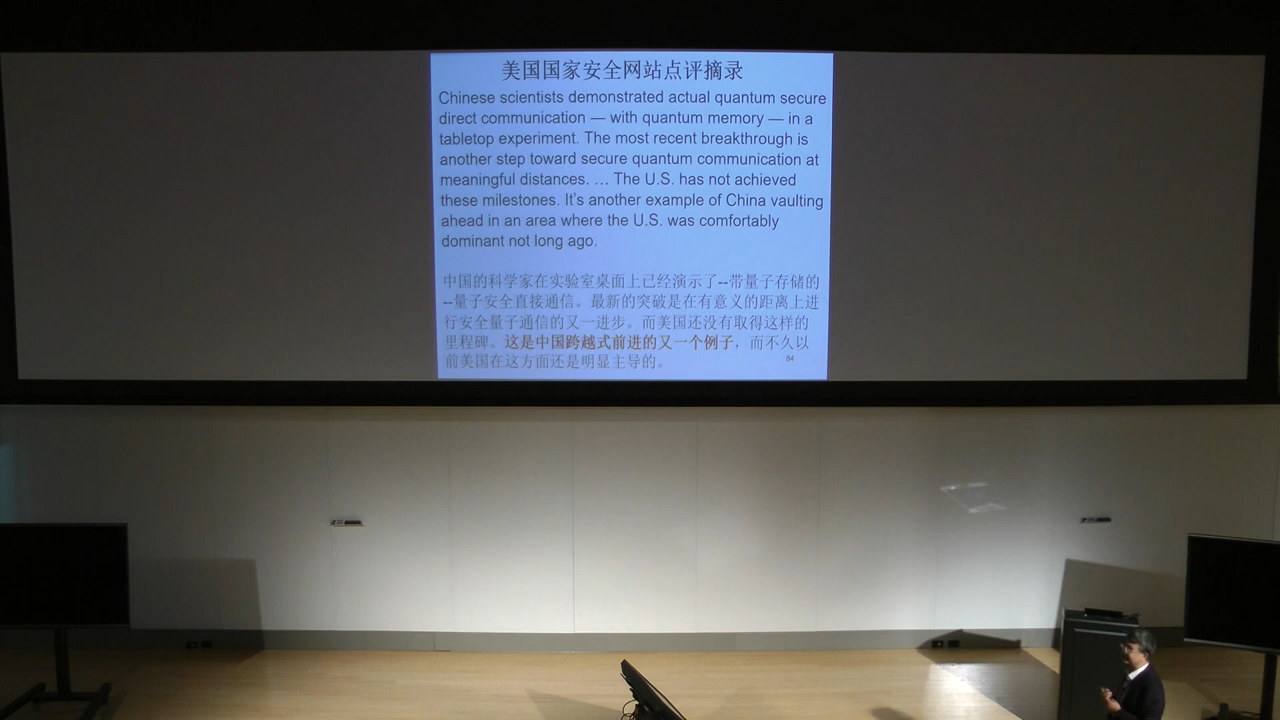 美国国家安全网站点评摘录
Chinese scientists demonstrated actual quantum secure
direct communication — with quantum memory — in a
tabletop experiment. The most recent breakthrough is
another step toward secure quantum communication at
meaningful distances. … The U.S. has not achieved
these milestones. It’s another example of China vaulting
ahead in an area where the U.S. was comfortably
dominant not long ago.
中国的科学家在实验室桌面上已经演示了--带量子存储的
--量子安全直接通信。最新的突破是在有意义的距离上进
行安全量子通信的又一进步。而美国还没有取得这样的
里程碑。这是中国跨越式前进的又一个例子，而不久以
前美国在这方面还是明显主导的。
84